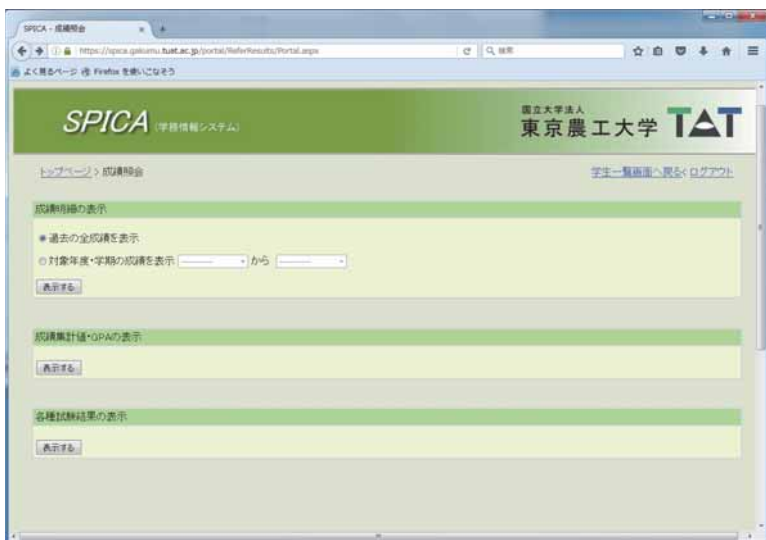 SPICA - 成績照会
https://spica.gakumu.tuat.ac.jp/portal/ReferResults/Portal.aspx
検索
よく見るページ Firefox を使いこなそう
SPICA (学務情報システム)
国立大学法人
東京農工大学 TAT
トップページ > 成績照会
学生一覧画面へ戻る< ログアウト
成績明細の表示
過去の全成績を表示
対象年度・学期の成績を表示 -------- から --------
表示する
成績集計値・GPAの表示
表示する
各種試験結果の表示
表示する